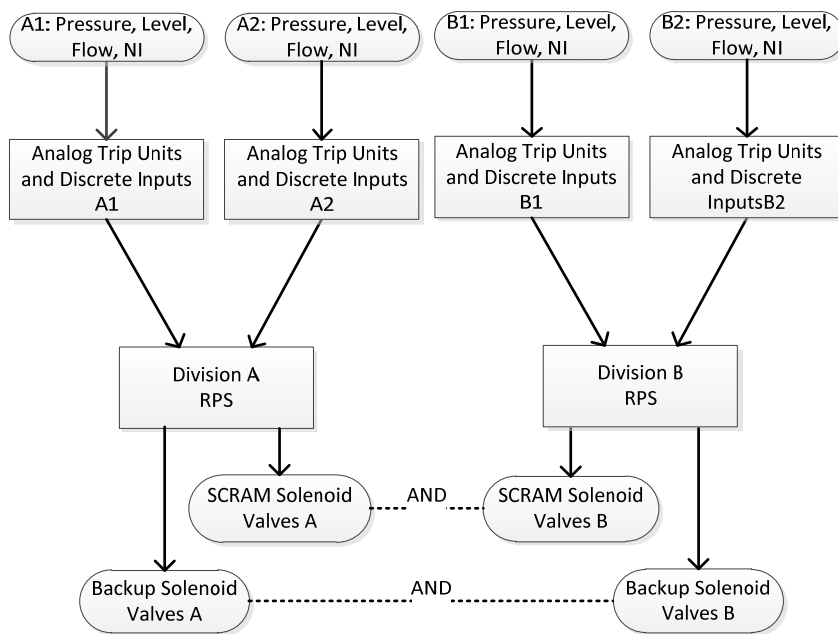 A1: Pressure, Level,
Flow, NI
A2: Pressure, Level,
Flow, NI
B1: Pressure, Level,
Flow, NI
B2: Pressure, Level,
Flow, NI
Analog Trip Units
and Discrete Inputs
A1
Analog Trip Units
and Discrete Inputs
A2
Analog Trip Units
and Discrete Inputs
B1
Analog Trip Units
and Discrete
InputsB2
Division A
RPS
Division B
RPS
SCRAM Solenoid
Valves A
AND
SCRAM Solenoid
Valves B
Backup Solenoid
Valves A
AND
Backup Solenoid
Valves B